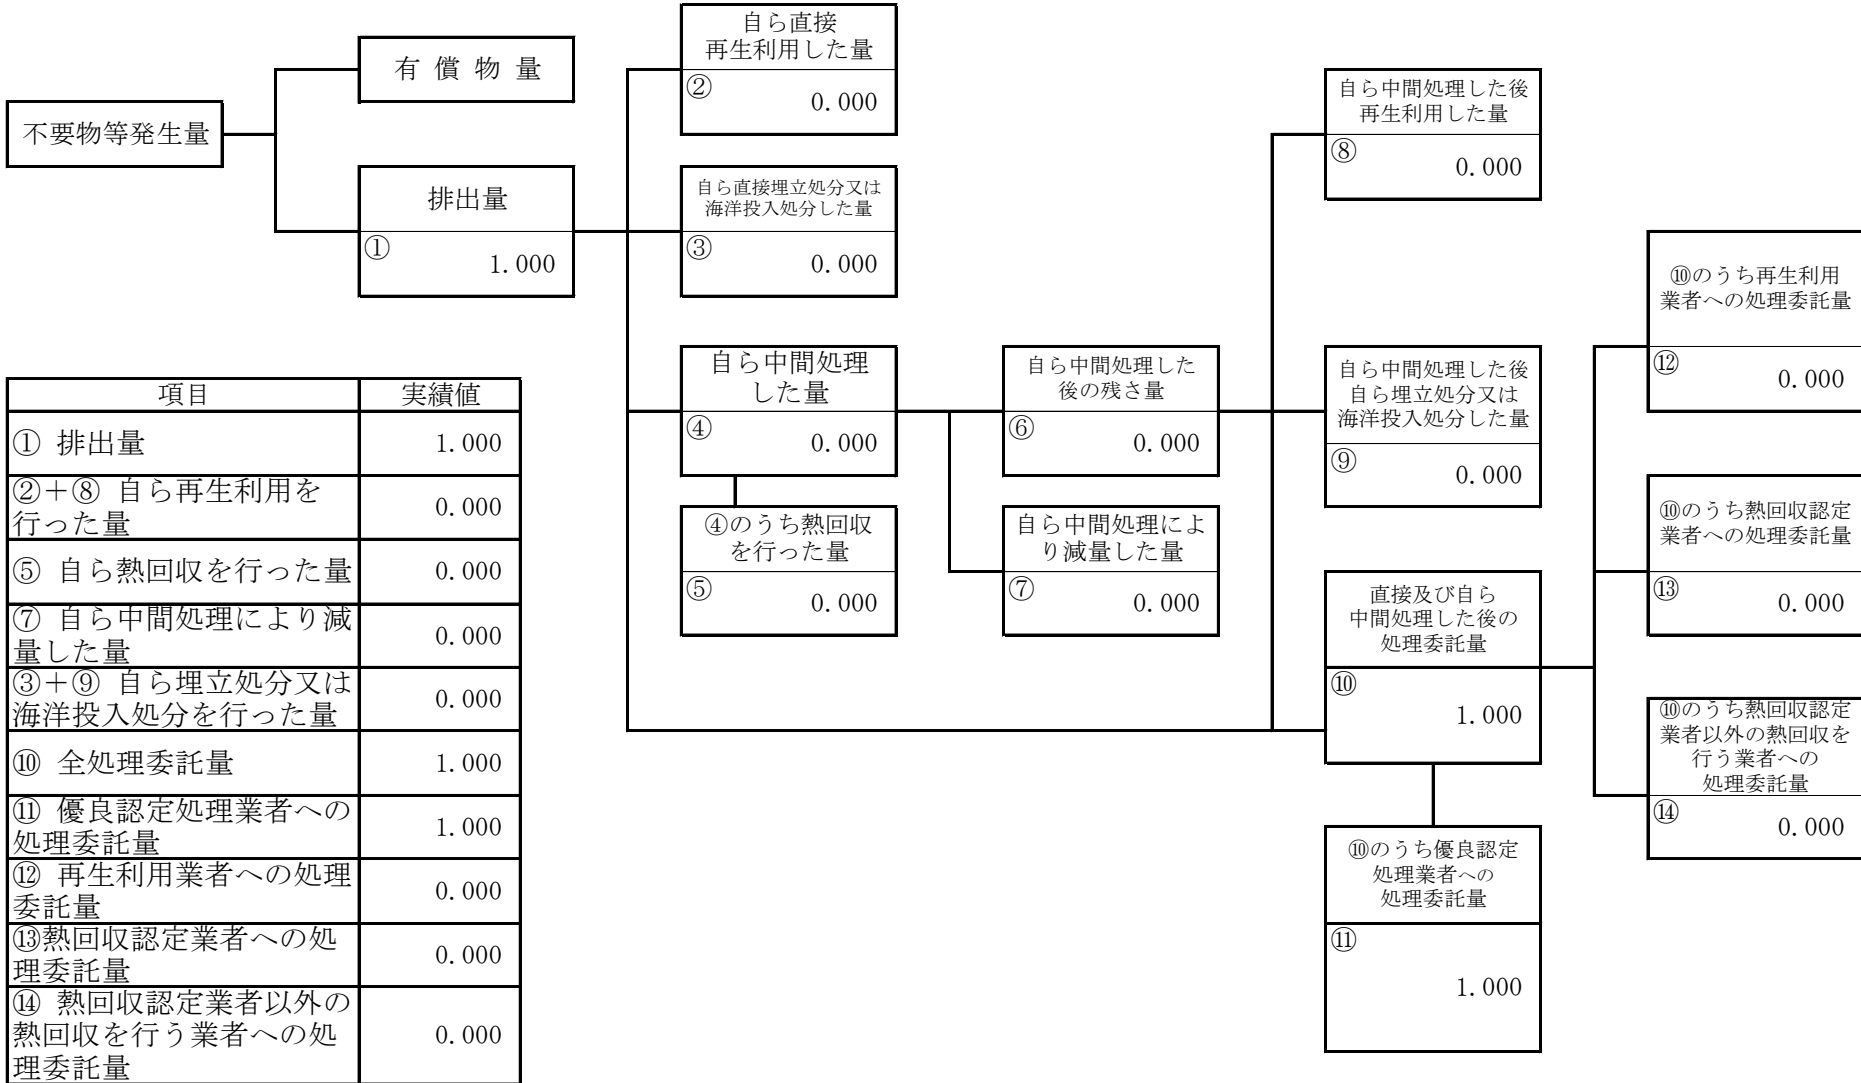 不要物等発生量
有 償 物 量
排出量
①
1.000
自ら直接
再生利用した量
②
0.000
自ら直接埋立処分又は
海洋投入処分した量
③
0.000
自ら中間処理
した量
④
0.000
④のうち熱回収
を行った量
⑤
0.000
自ら中間処理した
後の残さ量
⑥
0.000
自ら中間処理によ
り減量した量
⑦
0.000
自ら中間処理した後
再生利用した量
⑧
0.000
自ら中間処理した後
自ら埋立処分又は
海洋投入処分した量
⑨
0.000
直接及び自ら
中間処理した後の
処理委託量
⑩
1.000
⑩のうち優良認定
処理業者への
処理委託量
⑪
1.000
⑩のうち再生利用
業者への処理委託量
⑫
0.000
⑩のうち熱回収認定
業者への処理委託量
⑬
0.000
⑩のうち熱回収認定
業者以外の熱回収を
行う業者への
処理委託量
⑭
0.000
項目 実績値
① 排出量 1.000
②＋⑧ 自ら再生利用を
行った量 0.000
⑤ 自ら熱回収を行った量 0.000
⑦ 自ら中間処理により減
量した量 0.000
③＋⑨ 自ら埋立処分又は
海洋投入処分を行った量 0.000
⑩ 全処理委託量 1.000
⑪ 優良認定処理業者への
処理委託量 1.000
⑫ 再生利用業者への処理
委託量 0.000
⑬熱回収認定業者への処
理委託量 0.000
⑭ 熱回収認定業者以外の
熱回収を行う業者への処
理委託量 0.000